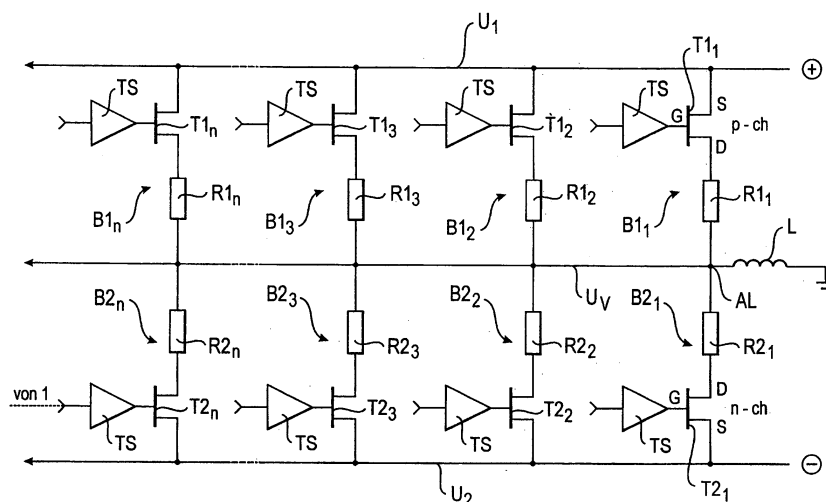 U₁
TS TS TS TS T1₁
G S p-ch D
T1ₙ T1₃ T1₂
⊕
B1ₙ R1ₙ B1₃ R1₃ B1₂ R1₂ B1₁ R1₁ L
B2ₙ B2₃ B2₂ Uᵥ B2₁ AL
R2ₙ R2₃ R2₂ R2₁
von 1
G D n-ch S
T2ₙ T2₃ T2₂
TS TS TS TS
⊖
U₂ T2₁